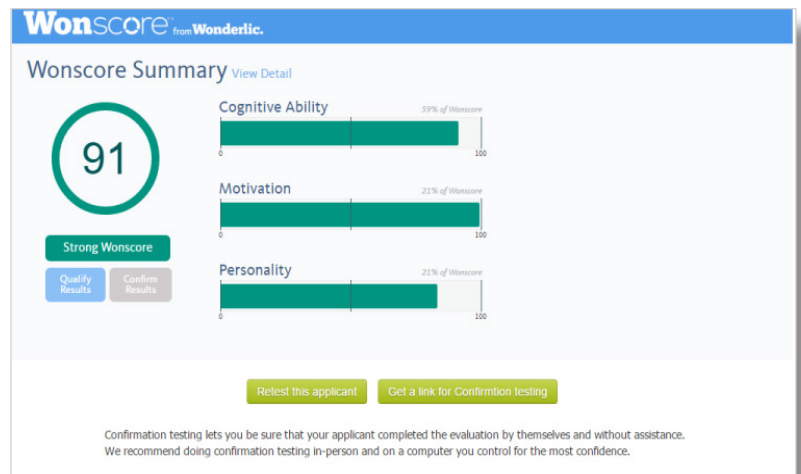 Wonscore™ from Wonderlic.
Wonscore Summary View Detail
91
Strong Wonscore
Qualify Results
Confirm Results
Cognitive Ability 59% of Wonscore
0 100
Motivation 21% of Wonscore
0 100
Personality 21% of Wonscore
0 100
Retest this applicant
Get a link for Confirmtion testing
Confirmation testing lets you be sure that your applicant completed the evaluation by themselves and without assistance.
We recommend doing confirmation testing in-person and on a computer you control for the most confidence.